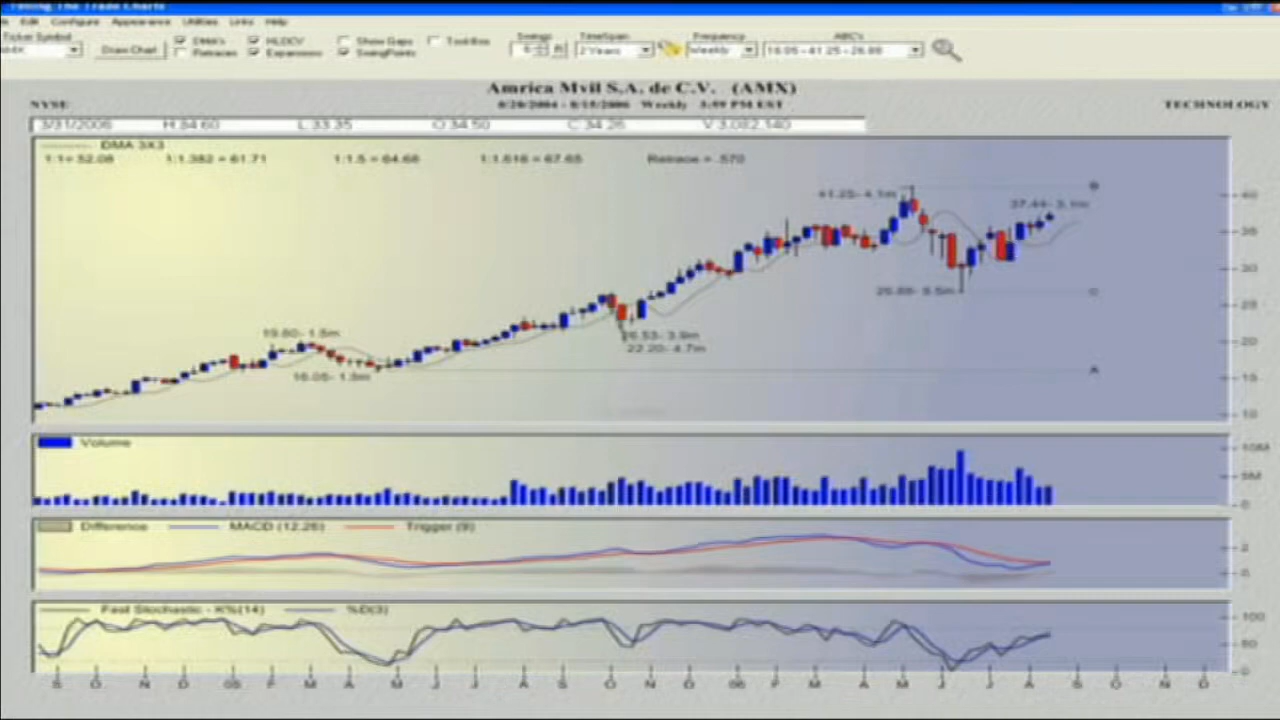 Timing The Trade Charts
Edit Configure Appearance Utilities Links Help
Ticker Symbol
Draw Chart
DMA's HLOCV Show Gaps Tool Box
Retraces Expansions SwingPoints
Swings TimeSpan Frequency ABC's
2 Years Weekly 16.05 - 41.25 - 26.88
Amrica Mvil S.A. de C.V. (AMX)
NYSE 8/20/2004 - 8/18/2006 Weekly 3:59 PM EST TECHNOLOGY
3/31/2006 H 34.60 L 33.35 O 34.50 C 34.26 V 3,082,140
DMA 3X3
1:1= 52.08 1:1.382 = 61.71 1:1.5 = 64.68 1:1.618 = 67.65 Retrace = .570
41.25- 4.1m B
37.44- 3.1m
40
35
30
26.88- 5.5m C
25
19.80- 1.5m 26.53- 3.9m
20
22.20- 4.7m
16.05- 1.3m A
15
10
Volume
10M
5M
0
Difference MACD (12,26) Trigger (9)
2
0
Fast Stochastic - K%(14) %D(3)
100
50
0
S O N D 05 F M A M J J A S O N D 06 F M A M J J A S O N D